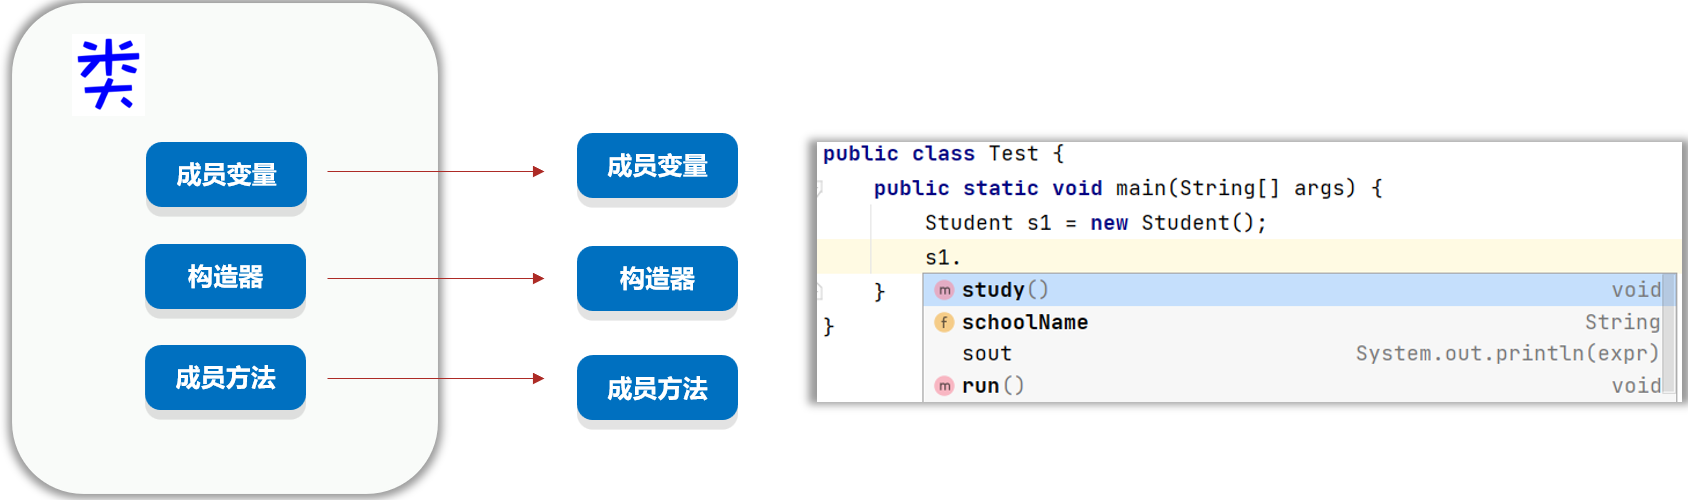 类
成员变量
构造器
成员方法
成员变量
构造器
成员方法
public class Test {
public static void main(String[] args) {
Student s1 = new Student();
s1.
}
}
m study() void
f schoolName String
sout System.out.println(expr)
m run() void